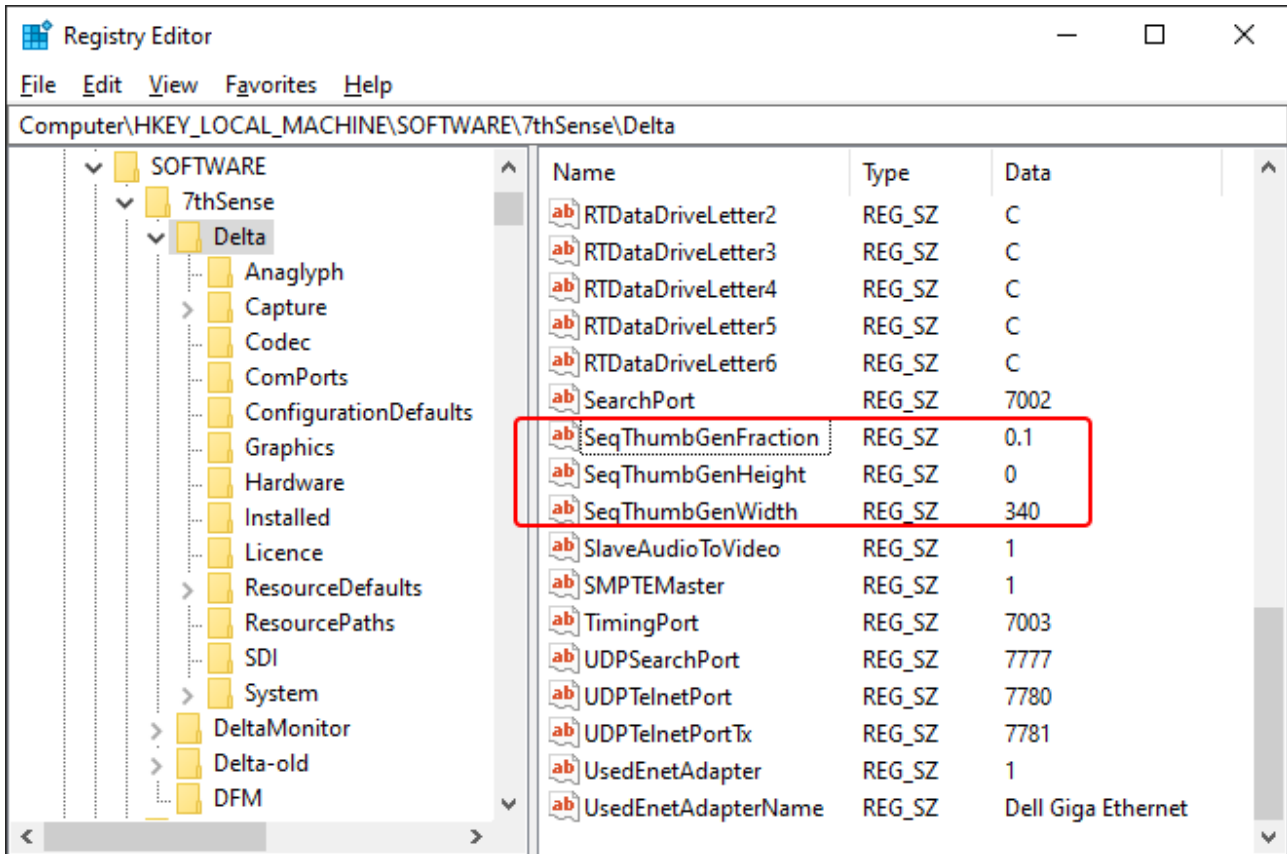 Registry Editor
File Edit View Favorites Help
Computer\HKEY_LOCAL_MACHINE\SOFTWARE\7thSense\Delta
SOFTWARE
7thSense
Delta
Anaglyph
Capture
Codec
ComPorts
ConfigurationDefaults
Graphics
Hardware
Installed
Licence
ResourceDefaults
ResourcePaths
SDI
System
DeltaMonitor
Delta-old
DFM
Name Type Data
RTDataDriveLetter2 REG_SZ C
RTDataDriveLetter3 REG_SZ C
RTDataDriveLetter4 REG_SZ C
RTDataDriveLetter5 REG_SZ C
RTDataDriveLetter6 REG_SZ C
SearchPort REG_SZ 7002
SeqThumbGenFraction REG_SZ 0.1
SeqThumbGenHeight REG_SZ 0
SeqThumbGenWidth REG_SZ 340
SlaveAudioToVideo REG_SZ 1
SMPTEMaster REG_SZ 1
TimingPort REG_SZ 7003
UDPSearchPort REG_SZ 7777
UDPTelnetPort REG_SZ 7780
UDPTelnetPortTx REG_SZ 7781
UsedEnetAdapter REG_SZ 1
UsedEnetAdapterName REG_SZ Dell Giga Ethernet